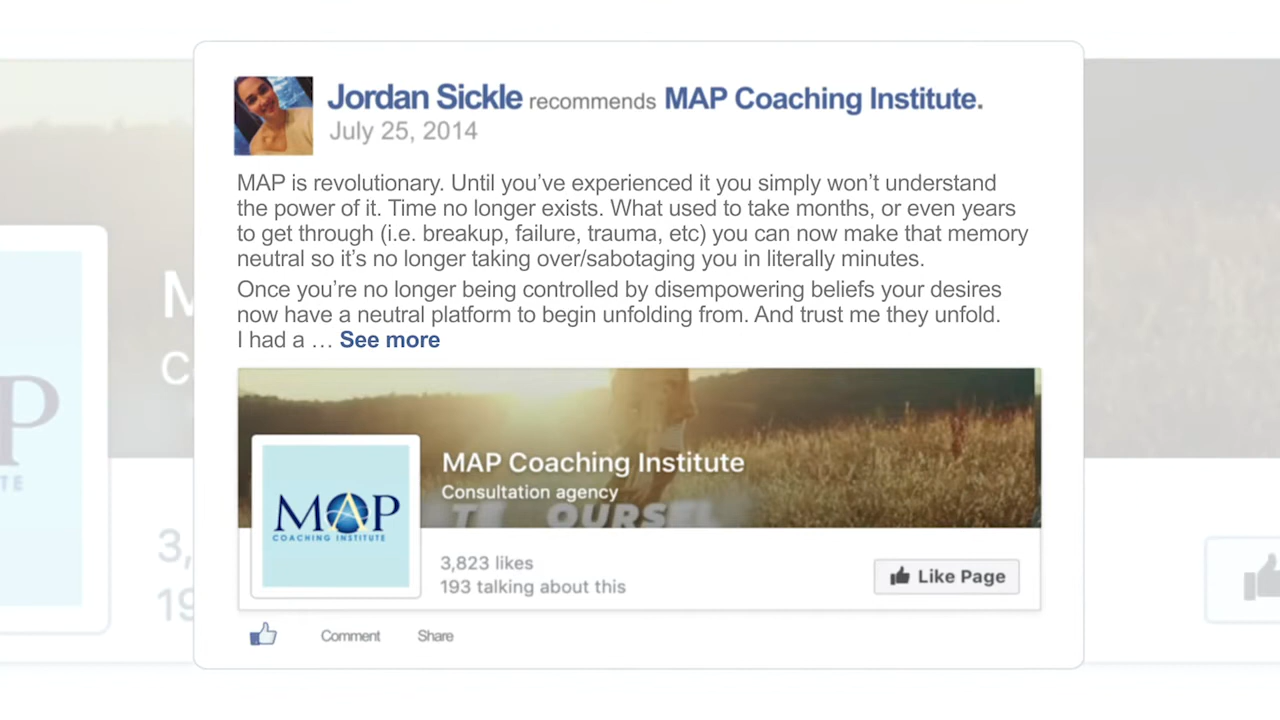 Jordan Sickle recommends MAP Coaching Institute.
July 25, 2014
MAP is revolutionary. Until you’ve experienced it you simply won’t understand
the power of it. Time no longer exists. What used to take months, or even years
to get through (i.e. breakup, failure, trauma, etc) you can now make that memory
neutral so it’s no longer taking over/sabotaging you in literally minutes.
Once you’re no longer being controlled by disempowering beliefs your desires
now have a neutral platform to begin unfolding from. And trust me they unfold.
I had a … See more
MAP Coaching Institute
Consultation agency
OURSEL
MAP
COACHING INSTITUTE
3,823 likes
193 talking about this
Like Page
Comment Share